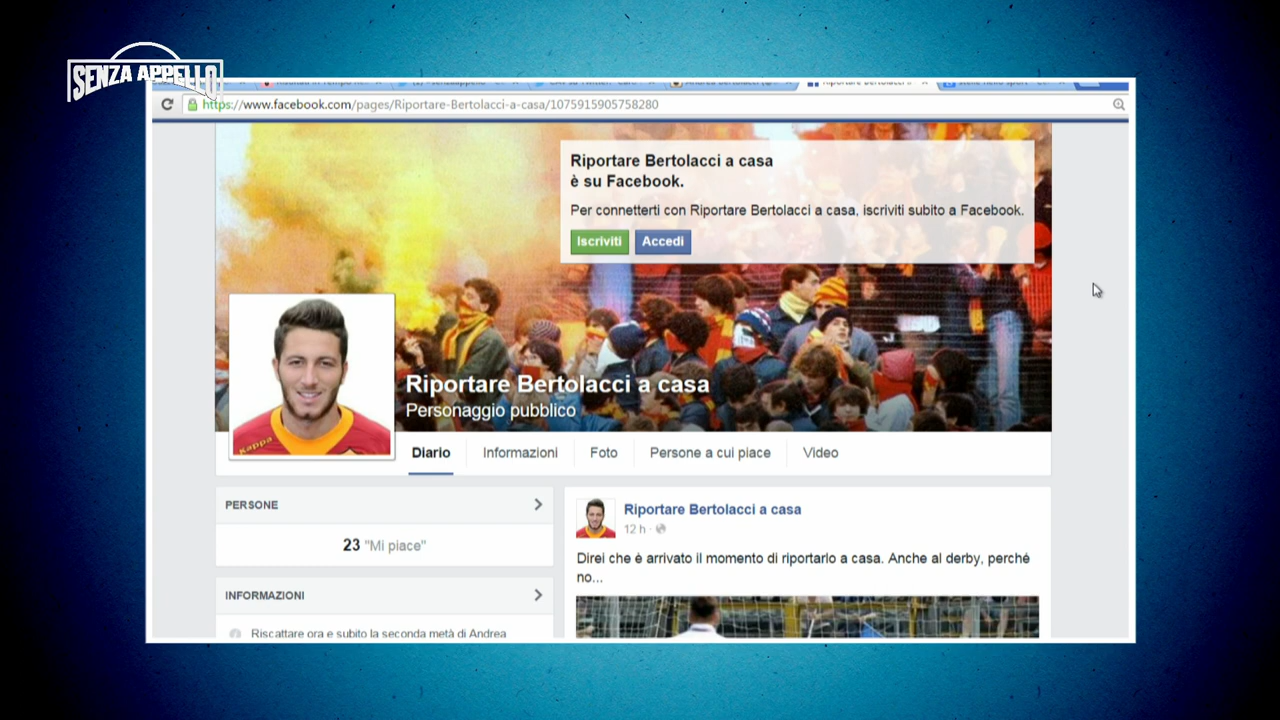 SENZA APPELLO
https://www.facebook.com/pages/Riportare-Bertolacci-a-casa/1075915905758280
Riportare Bertolacci a casa
è su Facebook.
Per connetterti con Riportare Bertolacci a casa, iscriviti subito a Facebook.
Iscriviti Accedi
Kappa
Riportare Bertolacci a casa
Personaggio pubblico
Diario Informazioni Foto Persone a cui piace Video
PERSONE
23 "Mi piace"
INFORMAZIONI
Riscattare ora e subito la seconda metà di Andrea
Riportare Bertolacci a casa
12 h ·
Direi che è arrivato il momento di riportarlo a casa. Anche al derby, perché
no...